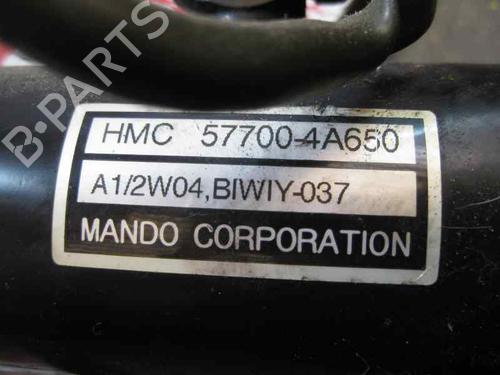 B-PARTS
HMC 57700-4A650
A1/2W04,BIWIY-037
MANDO CORPORATION